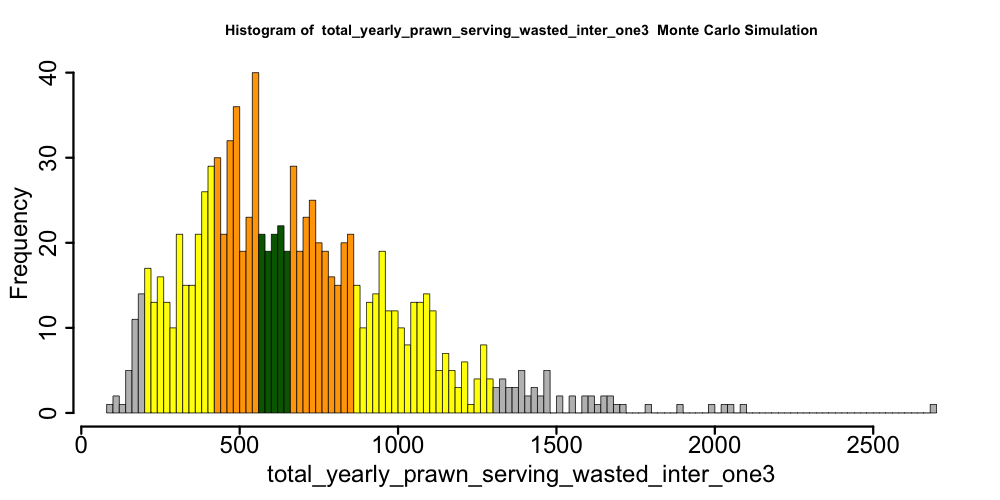 Histogram of  total_yearly_prawn_serving_wasted_inter_one3  Monte Carlo Simulation
40
30
20
10
0
Frequency
0 500 1000 1500 2000 2500
total_yearly_prawn_serving_wasted_inter_one3